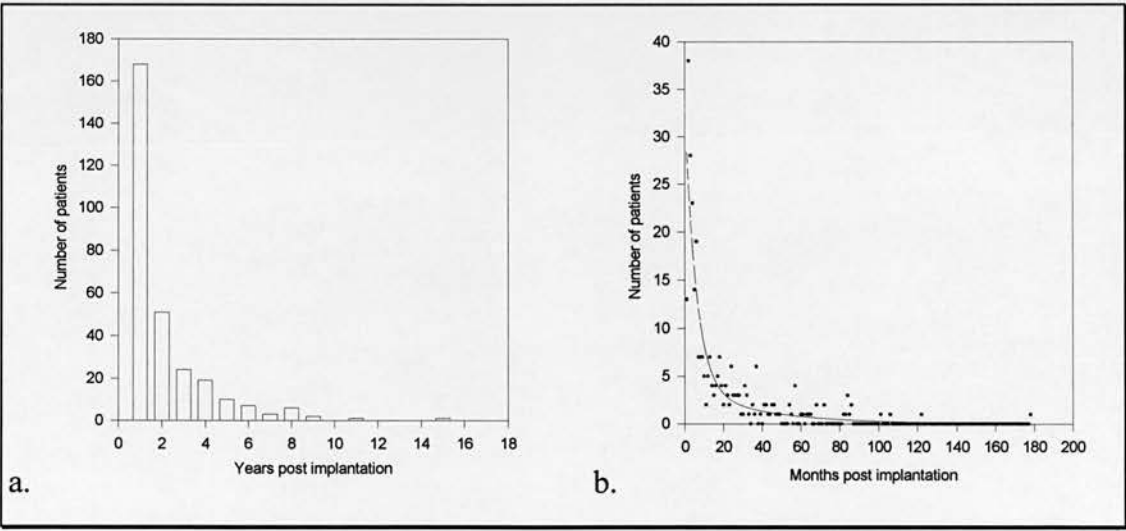 180
160
140
120
100
80
60
40
20
0
Number of patients
0 2 4 6 8 10 12 14 16 18
Years post implantation
a.
40
35
30
25
20
15
10
5
0
Number of patients
0 20 40 60 80 100 120 140 160 180 200
Months post implantation
b.